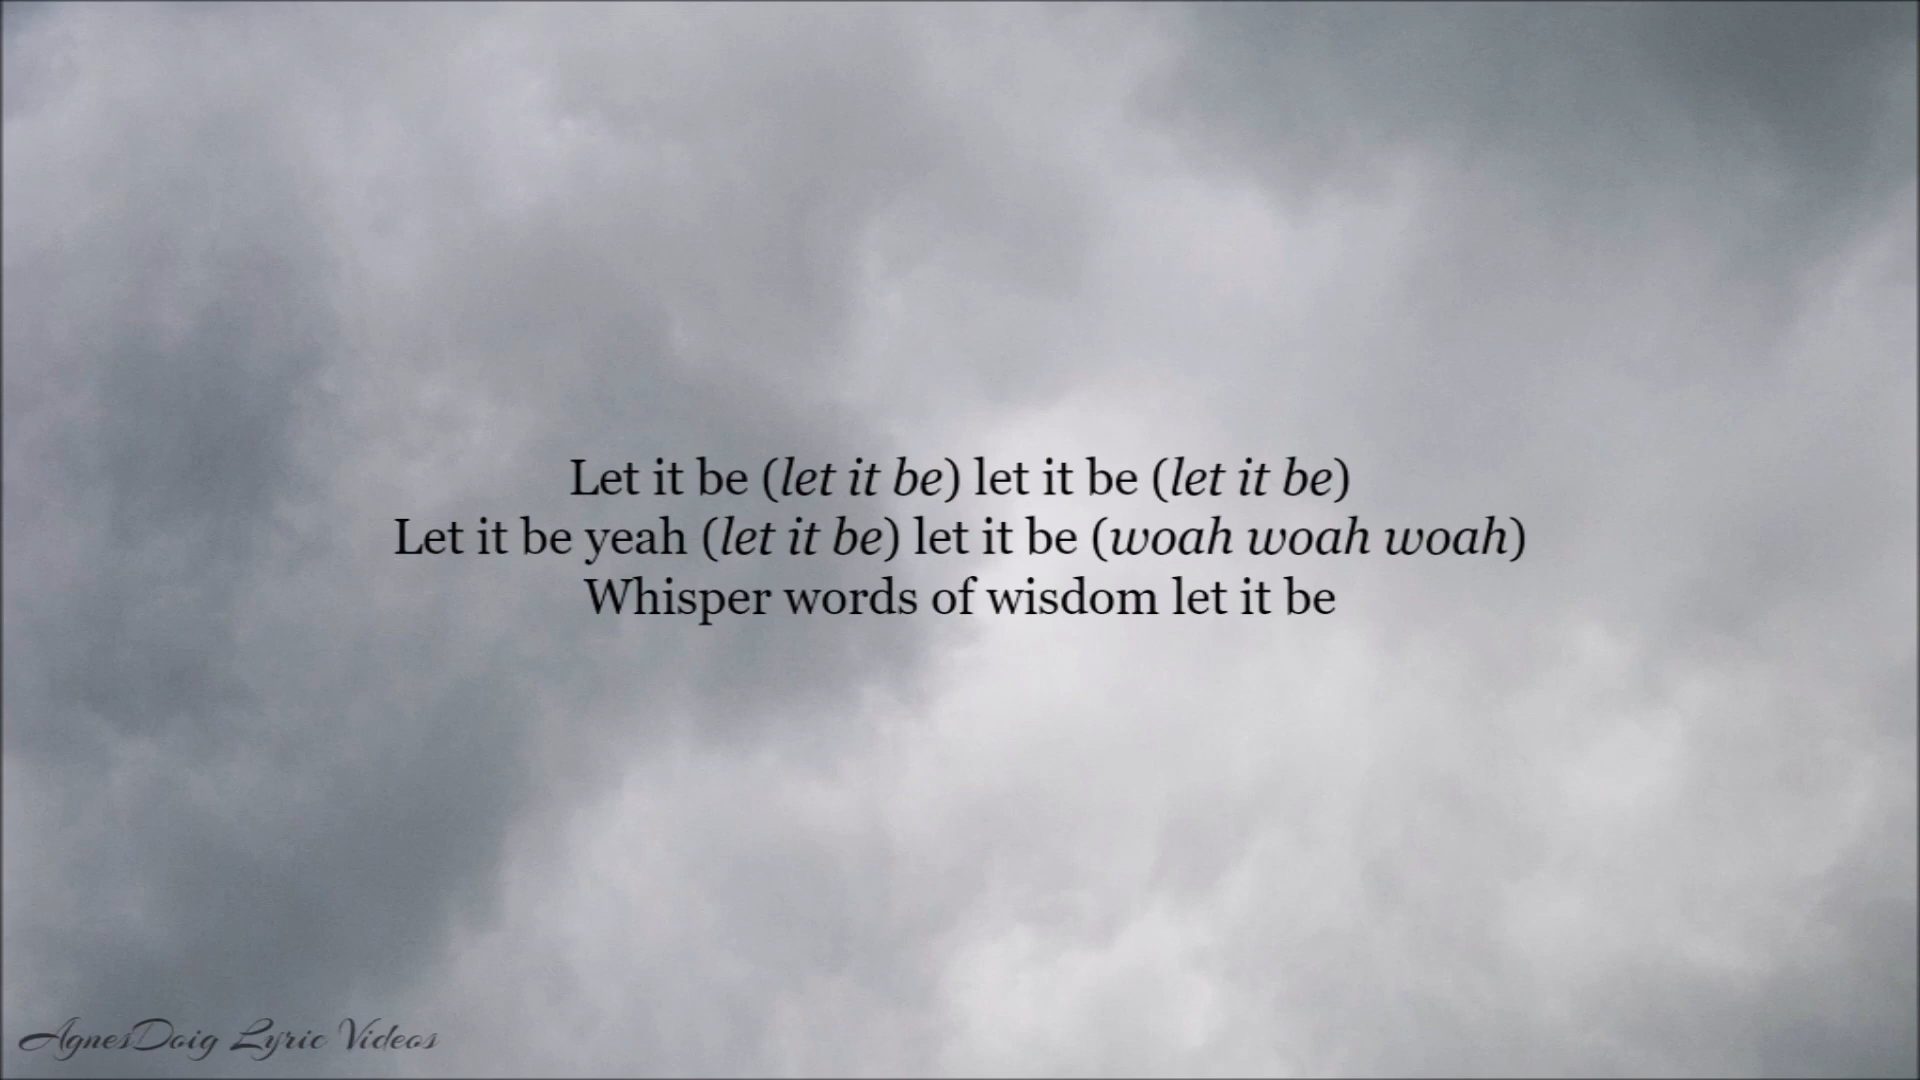 Let it be (let it be) let it be (let it be)
Let it be yeah (let it be) let it be (woah woah woah)
Whisper words of wisdom let it be
AgnesDoig Lyric Videos